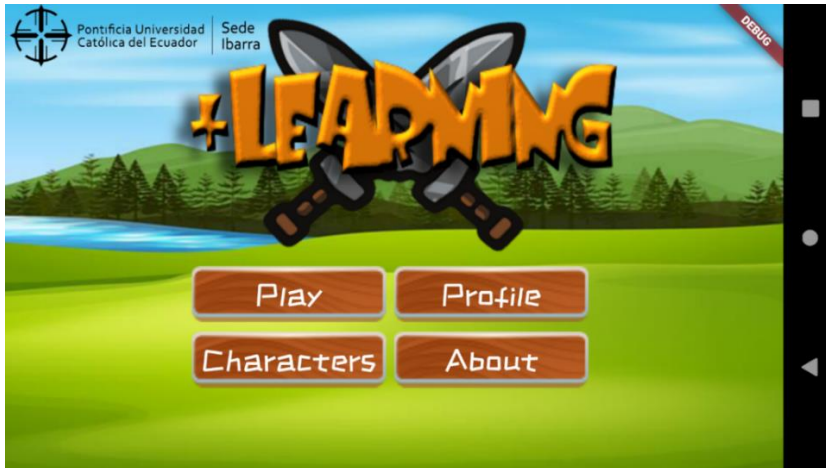 Pontificia Universidad
Católica del Ecuador
Sede
Ibarra
DEBUG
+LEARNING
Play
Profile
Characters
About